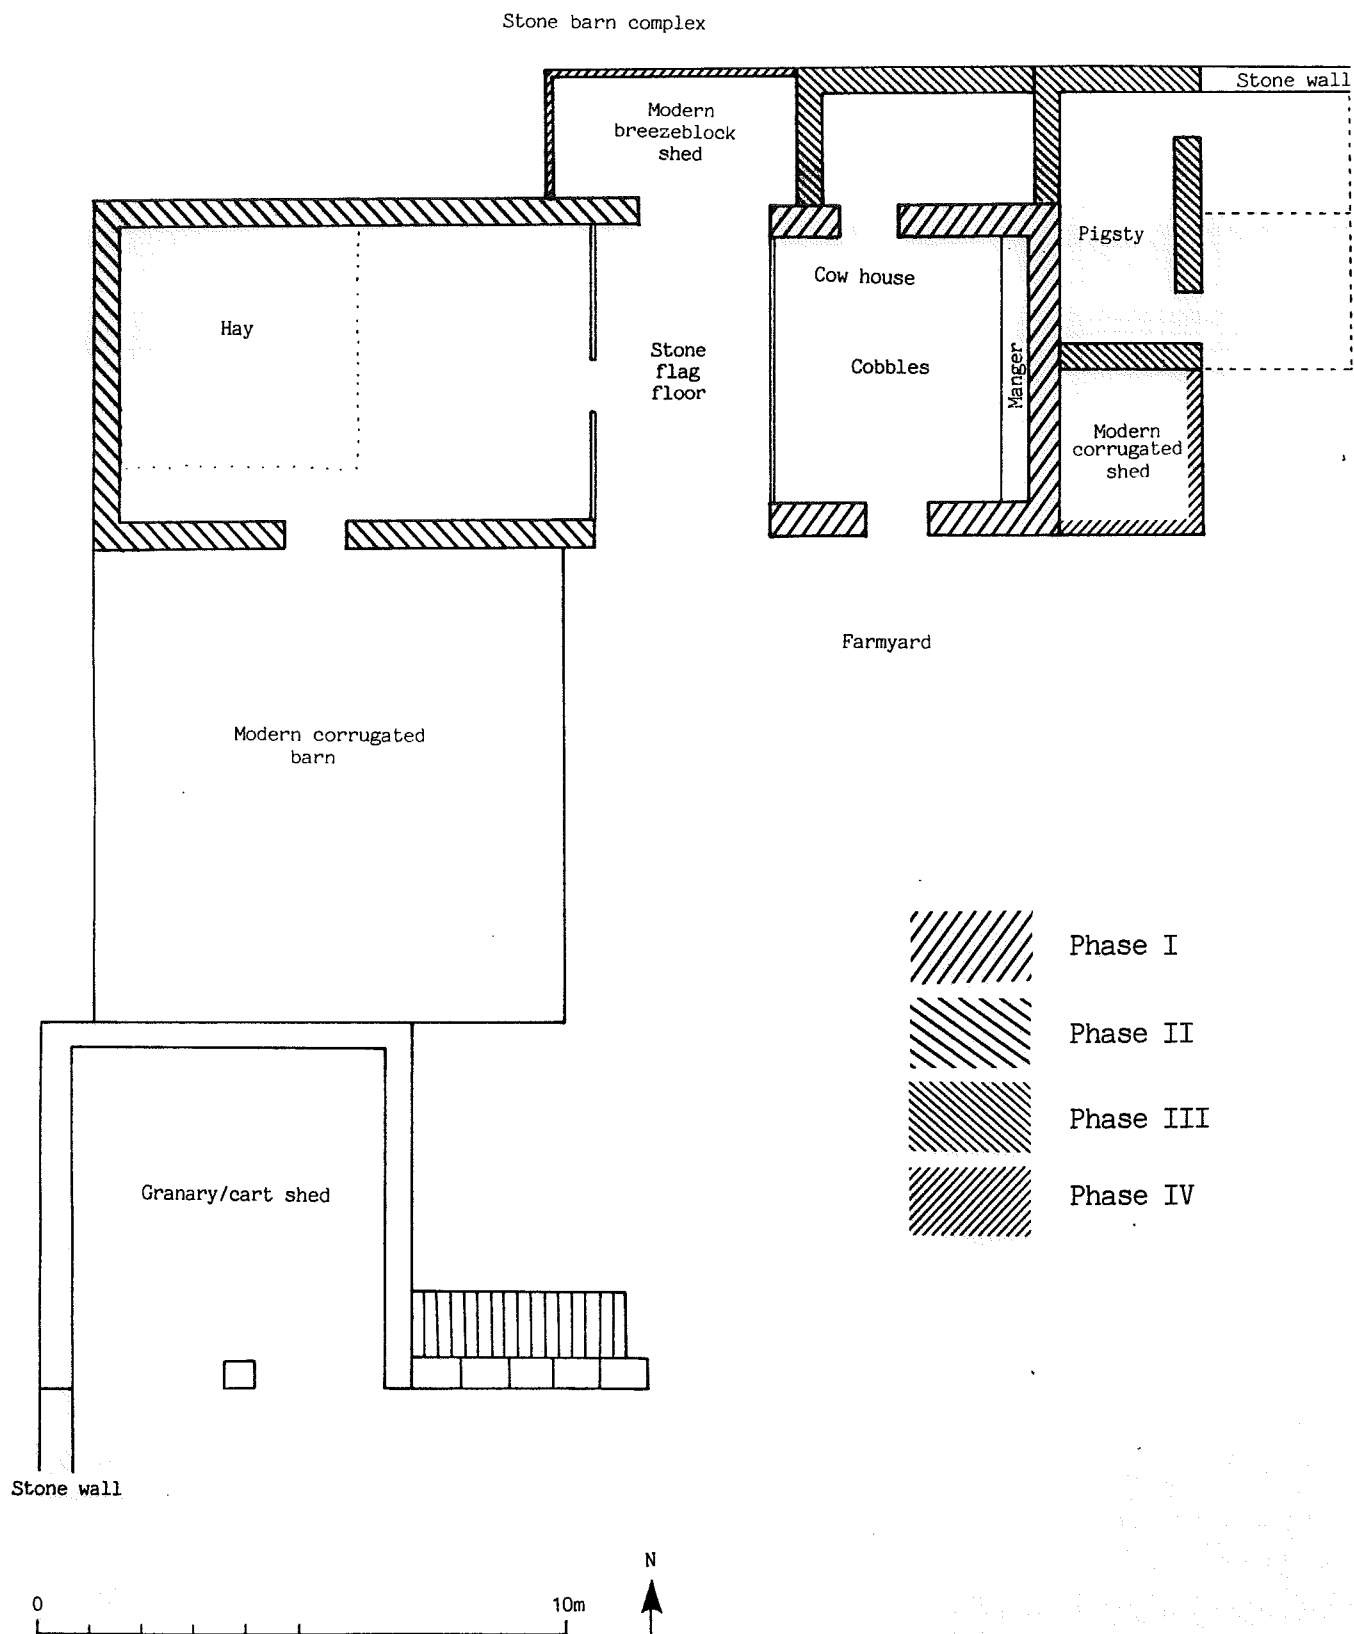 Stone barn complex
Stone wall
Modern
breezeblock
shed
Pigsty
Cow house
Hay
Stone
flag
floor
Cobbles
Manger
Modern
corrugated
shed
Farmyard
Modern corrugated
barn
Phase I
Phase II
Phase III
Phase IV
Granary/cart shed
Stone wall
N
0
10m